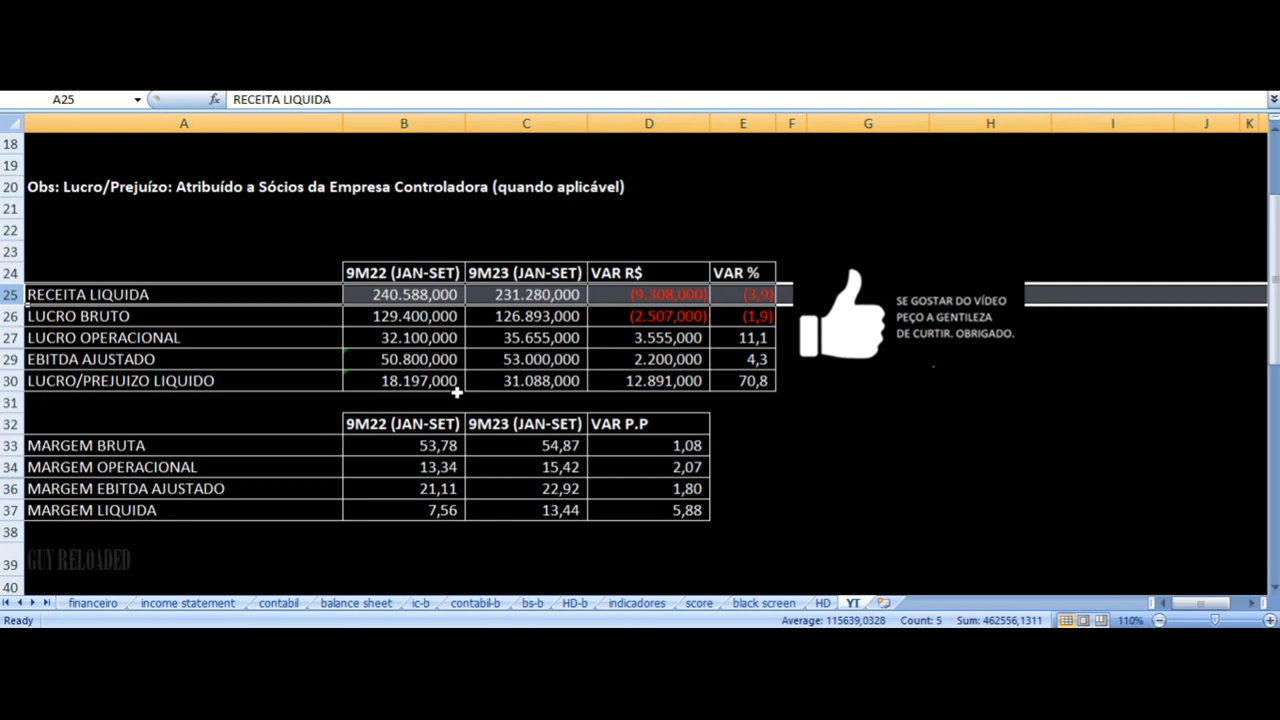 A25 fx RECEITA LIQUIDA
A B C D E F G H I J K
18
19
20 Obs: Lucro/Prejuízo: Atribuído a Sócios da Empresa Controladora (quando aplicável)
21
22
23
24 9M22 (JAN-SET) 9M23 (JAN-SET) VAR R$ VAR %
25 RECEITA LIQUIDA 240.588,000 231.280,000 (9.308,000) (3,9)
26 LUCRO BRUTO 129.400,000 126.893,000 (2.507,000) (1,9)
27 LUCRO OPERACIONAL 32.100,000 35.655,000 3.555,000 11,1
29 EBITDA AJUSTADO 50.800,000 53.000,000 2.200,000 4,3
30 LUCRO/PREJUIZO LIQUIDO 18.197,000 31.088,000 12.891,000 70,8
SE GOSTAR DO VÍDEO
PEÇO A GENTILEZA
DE CURTIR. OBRIGADO.
31
32 9M22 (JAN-SET) 9M23 (JAN-SET) VAR P.P
33 MARGEM BRUTA 53,78 54,87 1,08
34 MARGEM OPERACIONAL 13,34 15,42 2,07
36 MARGEM EBITDA AJUSTADO 21,11 22,92 1,80
37 MARGEM LIQUIDA 7,56 13,44 5,88
38
39 GUY RELOADED
40
financeiro income statement contabil balance sheet ic-b contabil-b bs-b HD-b indicadores score black screen HD YT
Ready Average: 115639,0328 Count: 5 Sum: 462556,1311 110%